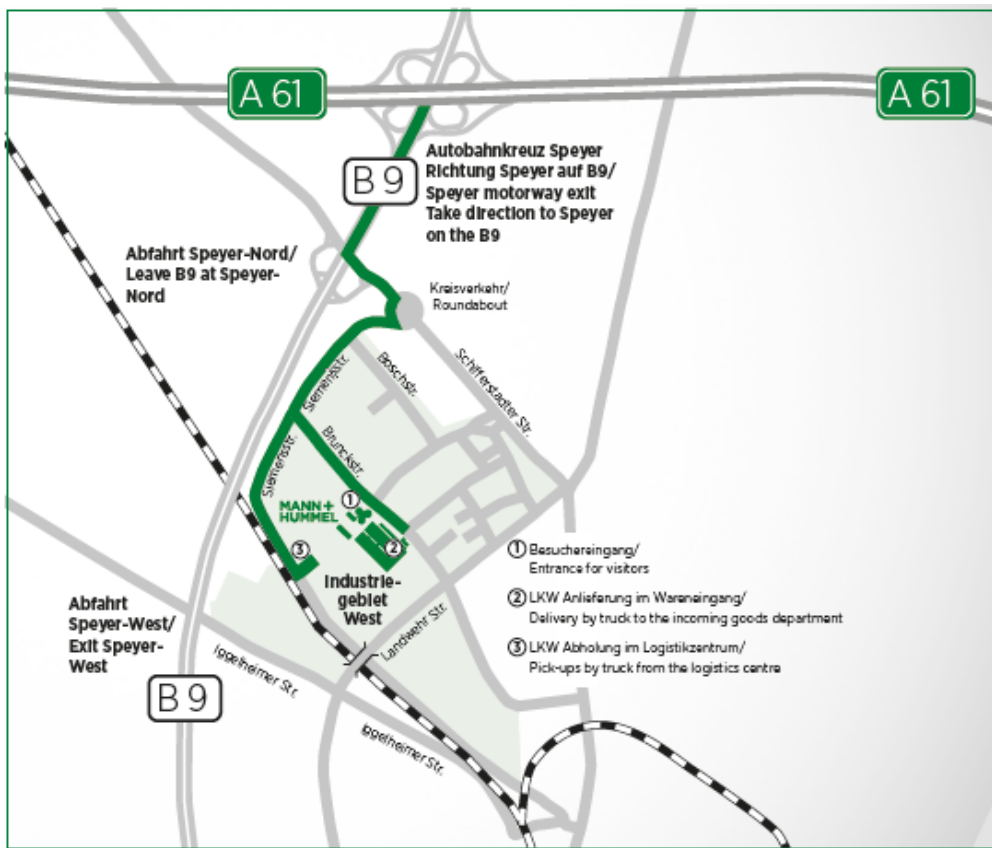 A 61
A 61
B 9
Autobahnkreuz Speyer
Richtung Speyer auf B9/
Speyer motorway exit
Take direction to Speyer
on the B9
Abfahrt Speyer-Nord/
Leave B9 at Speyer-
Nord
Kreisverkehr/
Roundabout
Siemensstr.
Boschstr.
Schifferstadter Str.
Siemensstr.
Brunckstr.
MANN+
HUMMEL
1
2
3
Industrie-
gebiet
West
Landwehr Str.
1 Besuchereingang/
Entrance for visitors
2 LKW Anlieferung im Wareneingang/
Delivery by truck to the incoming goods department
3 LKW Abholung im Logistikzentrum/
Pick-ups by truck from the logistics centre
Abfahrt
Speyer-West/
Exit Speyer-
West
B 9
Iggelheimer Str.
Iggelheimer Str.